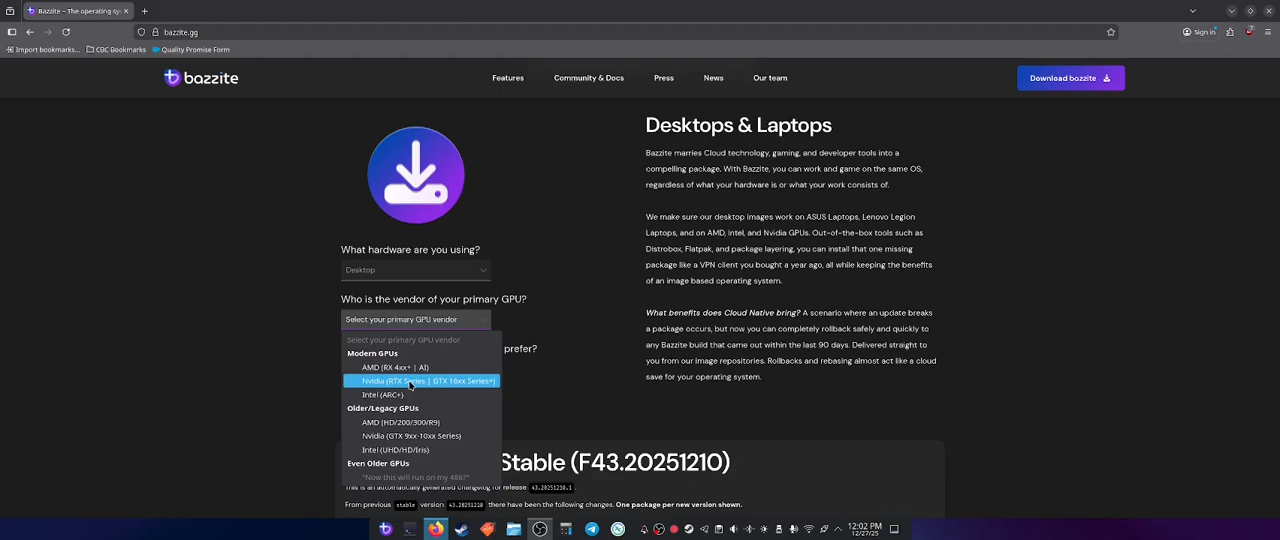 Bazzite – The operating sy
bazzite.gg
Sign in
Import bookmarks...
CBC Bookmarks
Quality Promise Form
bazzite
Features
Community & Docs
Press
News
Our team
Download bazzite
Desktops & Laptops
Bazzite marries Cloud technology, gaming, and developer tools into a
compelling package. With Bazzite, you can work and game on the same OS,
regardless of what your hardware is or what your work consists of.
We make sure our desktop images work on ASUS Laptops, Lenovo Legion
Laptops, and on AMD, Intel, and Nvidia GPUs. Out-of-the-box tools such as
Distrobox, Flatpak, and package layering, you can install that one missing
package like a VPN client you bought a year ago, all while keeping the benefits
of an image based operating system.
What benefits does Cloud Native bring? A scenario where an update breaks
a package occurs, but now you can completely rollback safely and quickly to
any Bazzite build that came out within the last 90 days. Delivered straight to
you from our image repositories. Rollbacks and rebasing almost act like a cloud
save for your operating system.
What hardware are you using?
Desktop
Who is the vendor of your primary GPU?
Select your primary GPU vendor
Select your primary GPU vendor
prefer?
Modern GPUs
AMD (RX 4xx+ | AI)
Nvidia (RTX Series | GTX 16xx Series+)
Intel (ARC+)
Older/Legacy GPUs
AMD (HD/200/300/R9)
Nvidia (GTX 9xx-10xx Series)
Intel (UHD/HD/Iris)
Even Older GPUs
"Now this will run on my 486?"
Stable (F43.20251210)
This is an automatically generated changelog for release 43.20251210.1
From previous stable version 43.20251210 there have been the following changes. One package per new version shown.
12:02 PM
12/27/25